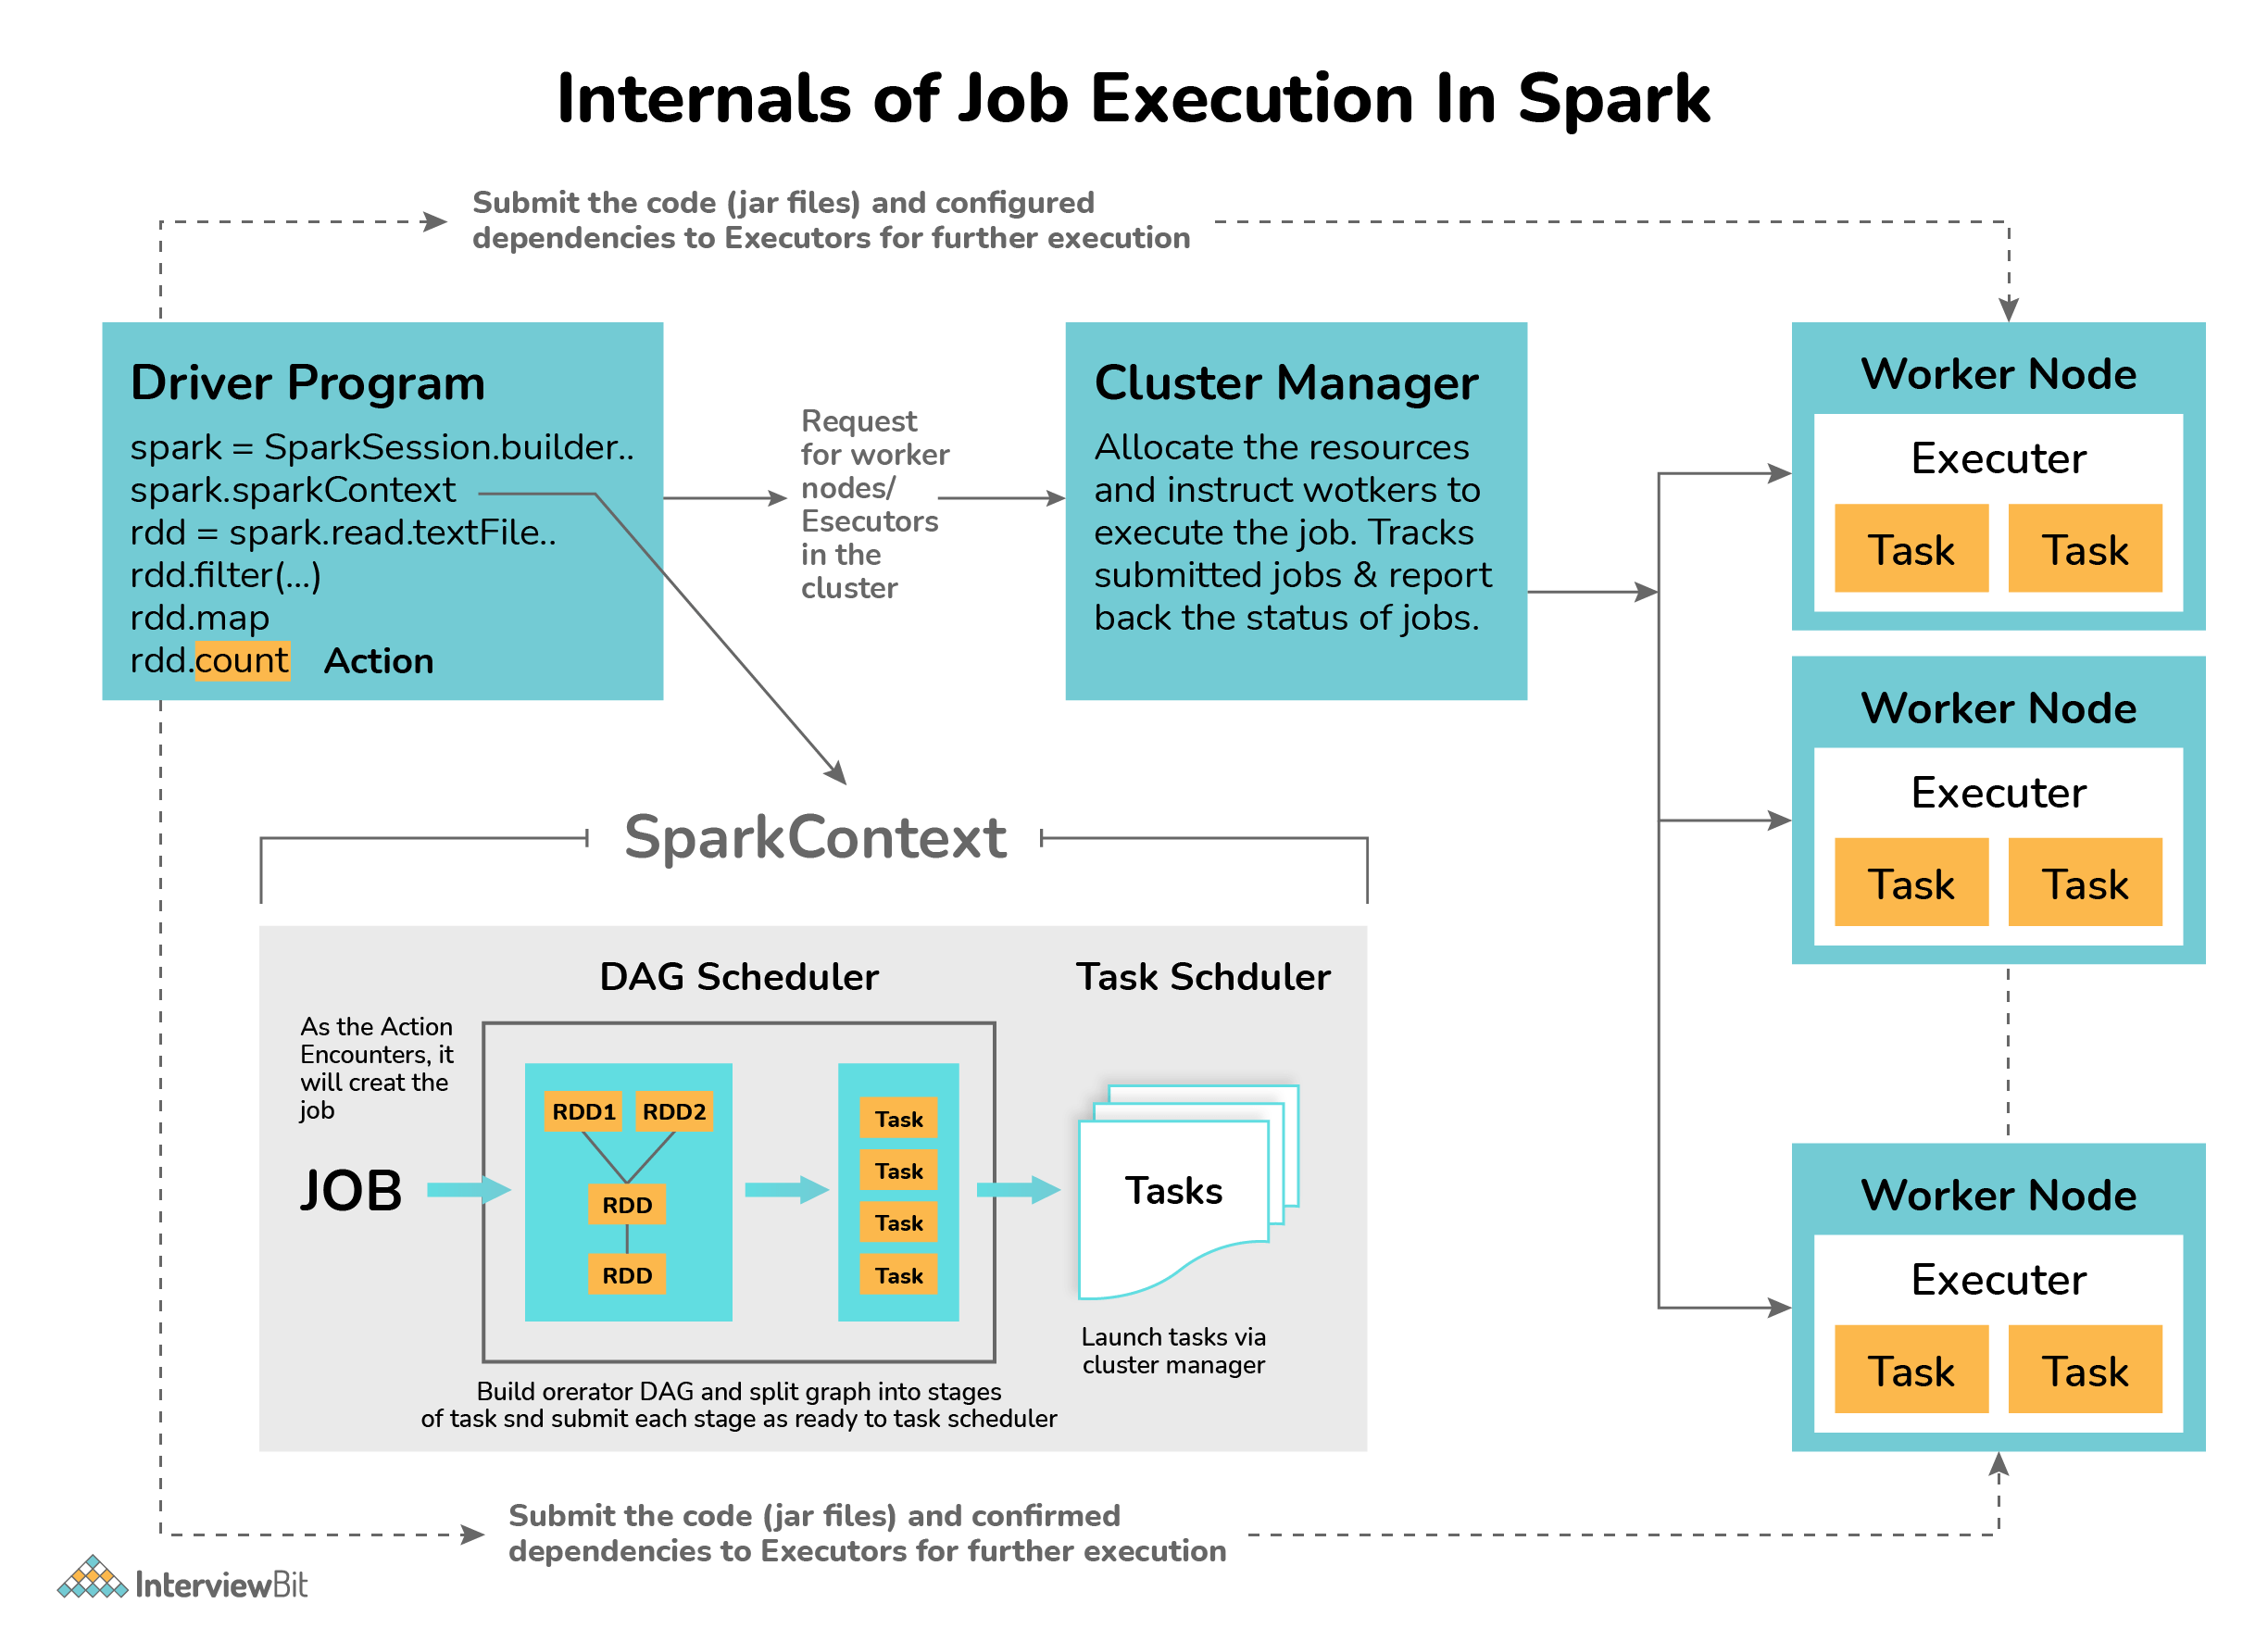 Internals of Job Execution In Spark
Submit the code (jar files) and configured
dependencies to Executors for further execution
Driver Program
spark = SparkSession.builder..
spark.sparkContext
rdd = spark.read.textFile..
rdd.filter(...)
rdd.map
rdd.count Action
Request
for worker
nodes/
Esecutors
in the
cluster
Cluster Manager
Allocate the resources
and instruct wotkers to
execute the job. Tracks
submitted jobs & report
back the status of jobs.
Worker Node
Executer
Task Task
Worker Node
Executer
Task Task
Worker Node
Executer
Task Task
SparkContext
DAG Scheduler
Task Schduler
As the Action
Encounters, it
will creat the
job
JOB
RDD1 RDD2
RDD
RDD
Task
Task
Task
Task
Tasks
Launch tasks via
cluster manager
Build orerator DAG and split graph into stages
of task snd submit each stage as ready to task scheduler
Submit the code (jar files) and confirmed
dependencies to Executors for further execution
InterviewBit